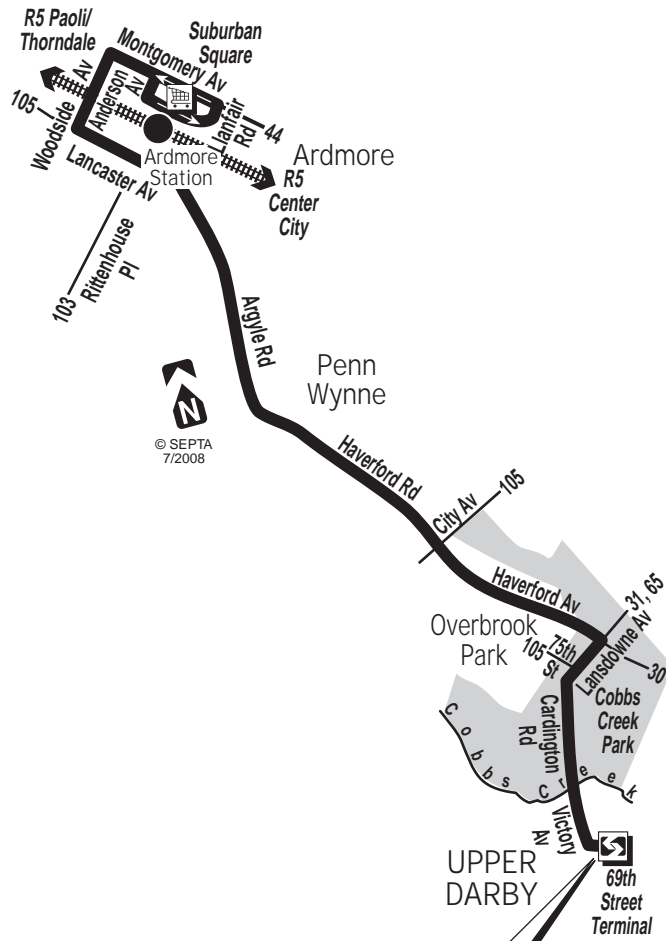 R5 Paoli/
Thorndale
Suburban
Square
Montgomery Av
Anderson
Av
Woodside
Av
105
Llanfair
Rd
44
Ardmore
Station
Ardmore
R5
Center
City
Lancaster Av
Rittenhouse
Pl
103
Argyle Rd
Penn
Wynne
N
© SEPTA
7/2008
Haverford Rd
City Av
105
Haverford Av
31, 65
Lansdowne Av
30
Overbrook
Park
75th
St
105
Cobbs
Creek
Park
Cardington
Rd
Cobbs Creek
Victory
Av
UPPER
DARBY
69th
Street
Terminal